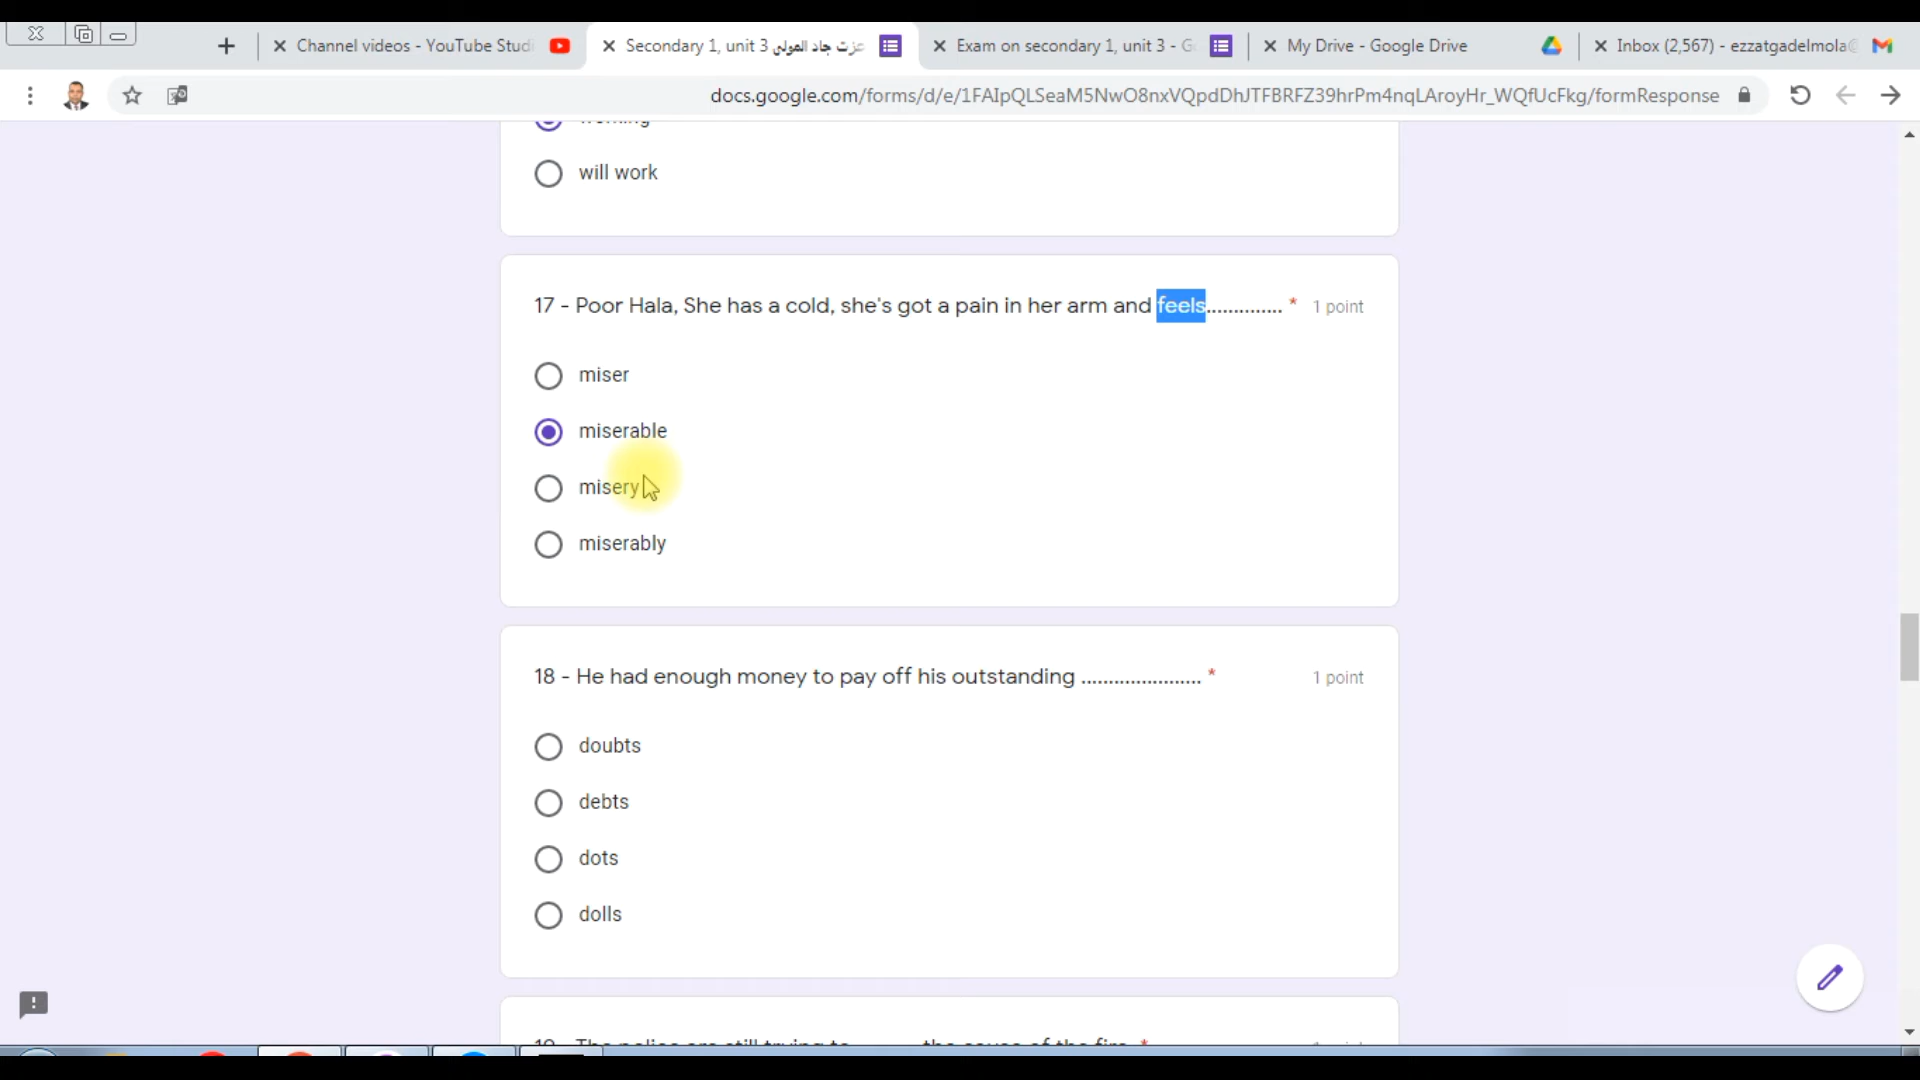 Channel videos - YouTube Studi
Secondary 1, unit 3 عزت جاد المولى
Exam on secondary 1, unit 3 - G
My Drive - Google Drive
Inbox (2,567) - ezzatgadelmola@
docs.google.com/forms/d/e/1FAIpQLSeaM5NwO8nxVQpdDhJTFBRFZ39hrPm4nqLAroyHr_WQfUcFkg/formResponse
will work
17 - Poor Hala, She has a cold, she's got a pain in her arm and feels.............. * 1 point
miser
miserable
misery
miserably
18 - He had enough money to pay off his outstanding ...................... * 1 point
doubts
debts
dots
dolls